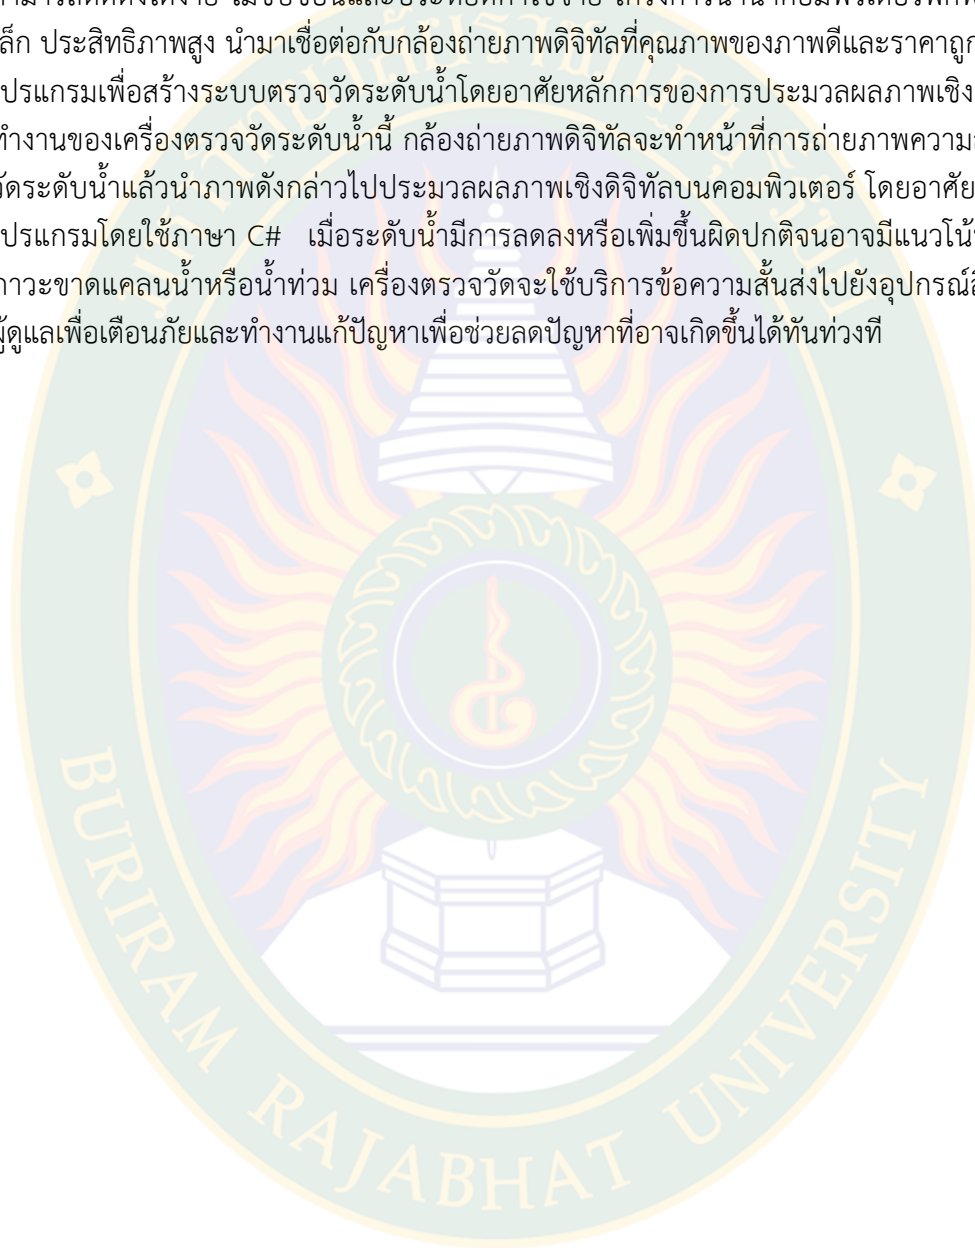 สามารถติดตั้งได้ง่าย ไม่ซับซ้อนและประหยัดค่าใช้จ่าย โครงการนี้นำ
ล็ก ประสิทธิภาพสูง นำมาเชื่อมต่อกับกล้องถ่ายภาพดิจิทัลที่คุณภาพของภาพดีและราคาถูก
ปรแกรมเพื่อสร้างระบบตรวจวัดระดับน้ำโดยอาศัยหลักการของการประมวลผลภาพเชิง
ทำงานของเครื่องตรวจวัดระดับน้ำนี้ กล้องถ่ายภาพดิจิทัลจะทำหน้าที่การถ่ายภาพความ
วัดระดับน้ำแล้วนำภาพดังกล่าวไปประมวลผลภาพเชิงดิจิทัลบนคอมพิวเตอร์ โดยอาศัย
ปรแกรมโดยใช้ภาษา C# เมื่อระดับน้ำมีการลดลงหรือเพิ่มขึ้นผิดปกติจนอาจมีแนวโน้
ภาวะขาดแคลนน้ำหรือน้ำท่วม เครื่องตรวจวัดจะใช้บริการข้อความสั้นส่งไปยังอุปกรณ์
ผู้ดูแลเพื่อเตือนภัยและทำงานแก้ปัญหาเพื่อช่วยลดปัญหาที่อาจเกิดขึ้นได้ทันท่วงที
BURIRAM RAJABHAT UNIVERSITY